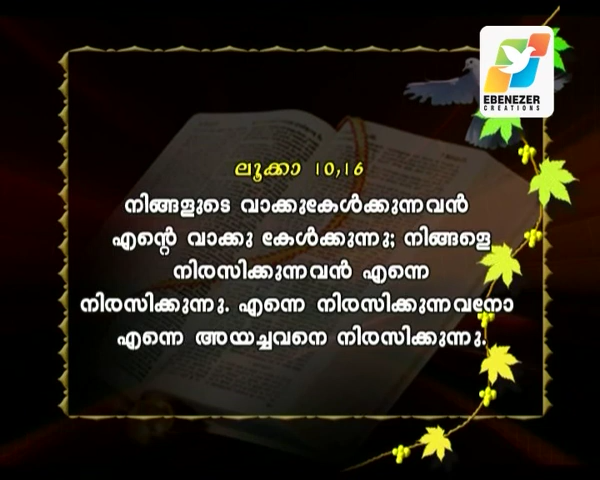 EBENEZER
CREATIONS
ലൂക്കാ 10,16
നിങ്ങളുടെ വാക്കുകേൾക്കുന്നവൻ
എന്റെ വാക്കു കേൾക്കുന്നു; നിങ്ങളെ
നിരസിക്കുന്നവൻ എന്നെ
നിരസിക്കുന്നു. എന്നെ നിരസിക്കുന്നവനോ
എന്നെ അയച്ചവനെ നിരസിക്കുന്നു.